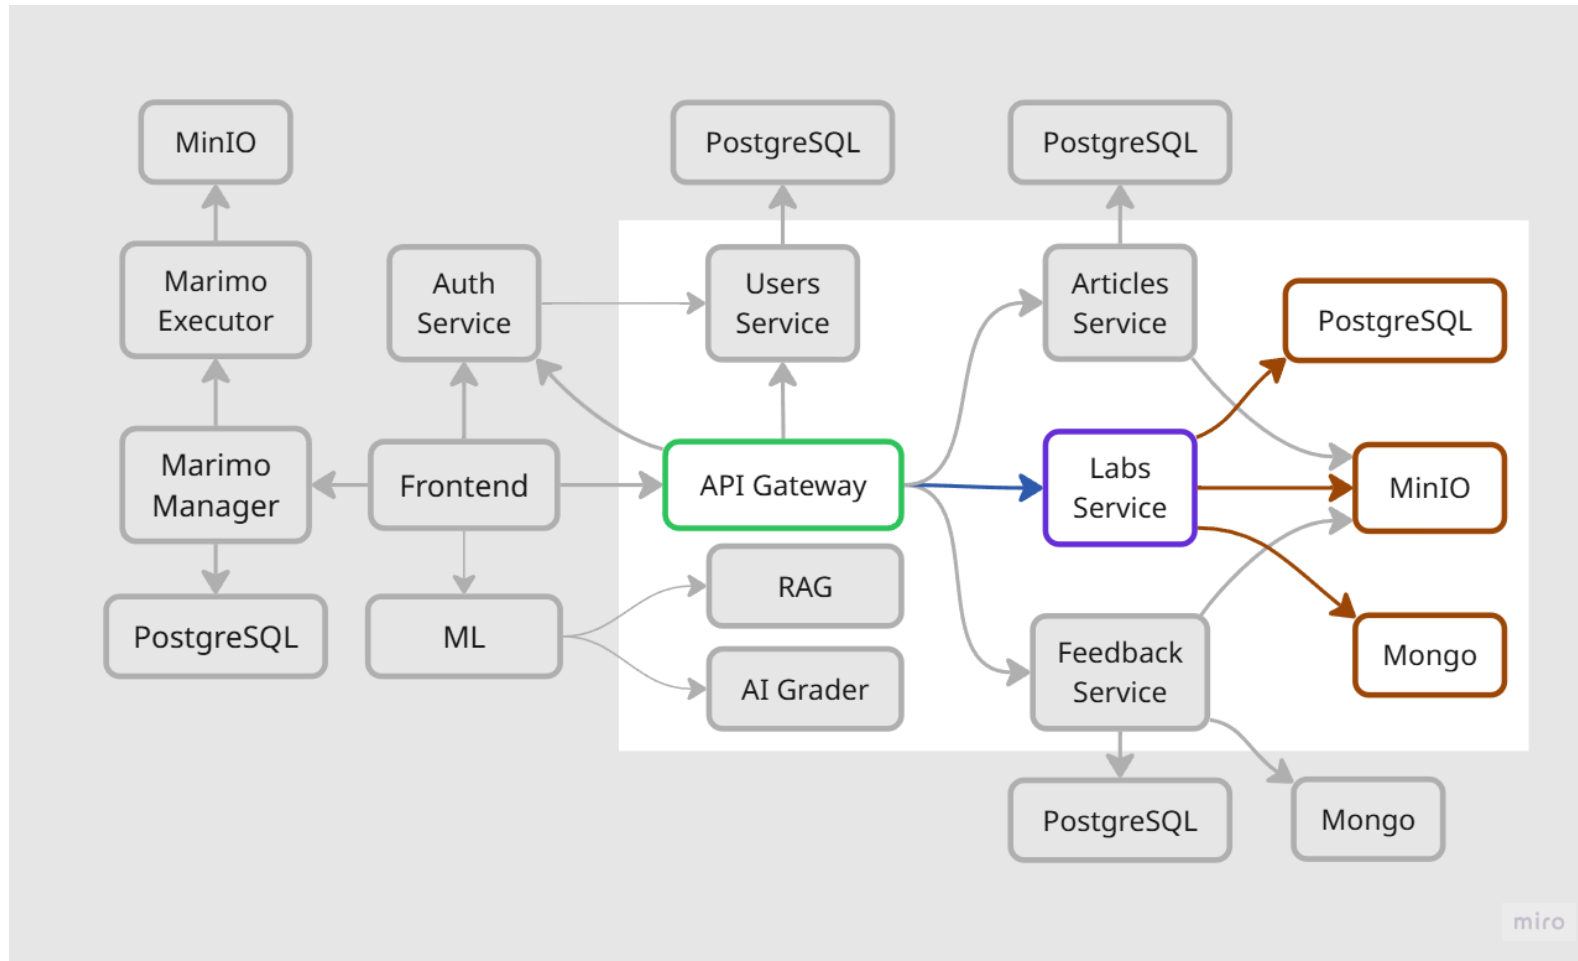 MinIO
PostgreSQL
PostgreSQL
Marimo
Executor
Auth
Service
Users
Service
Articles
Service
PostgreSQL
Marimo
Manager
Frontend
API Gateway
Labs
Service
MinIO
RAG
PostgreSQL
ML
AI Grader
Feedback
Service
Mongo
PostgreSQL
Mongo
miro